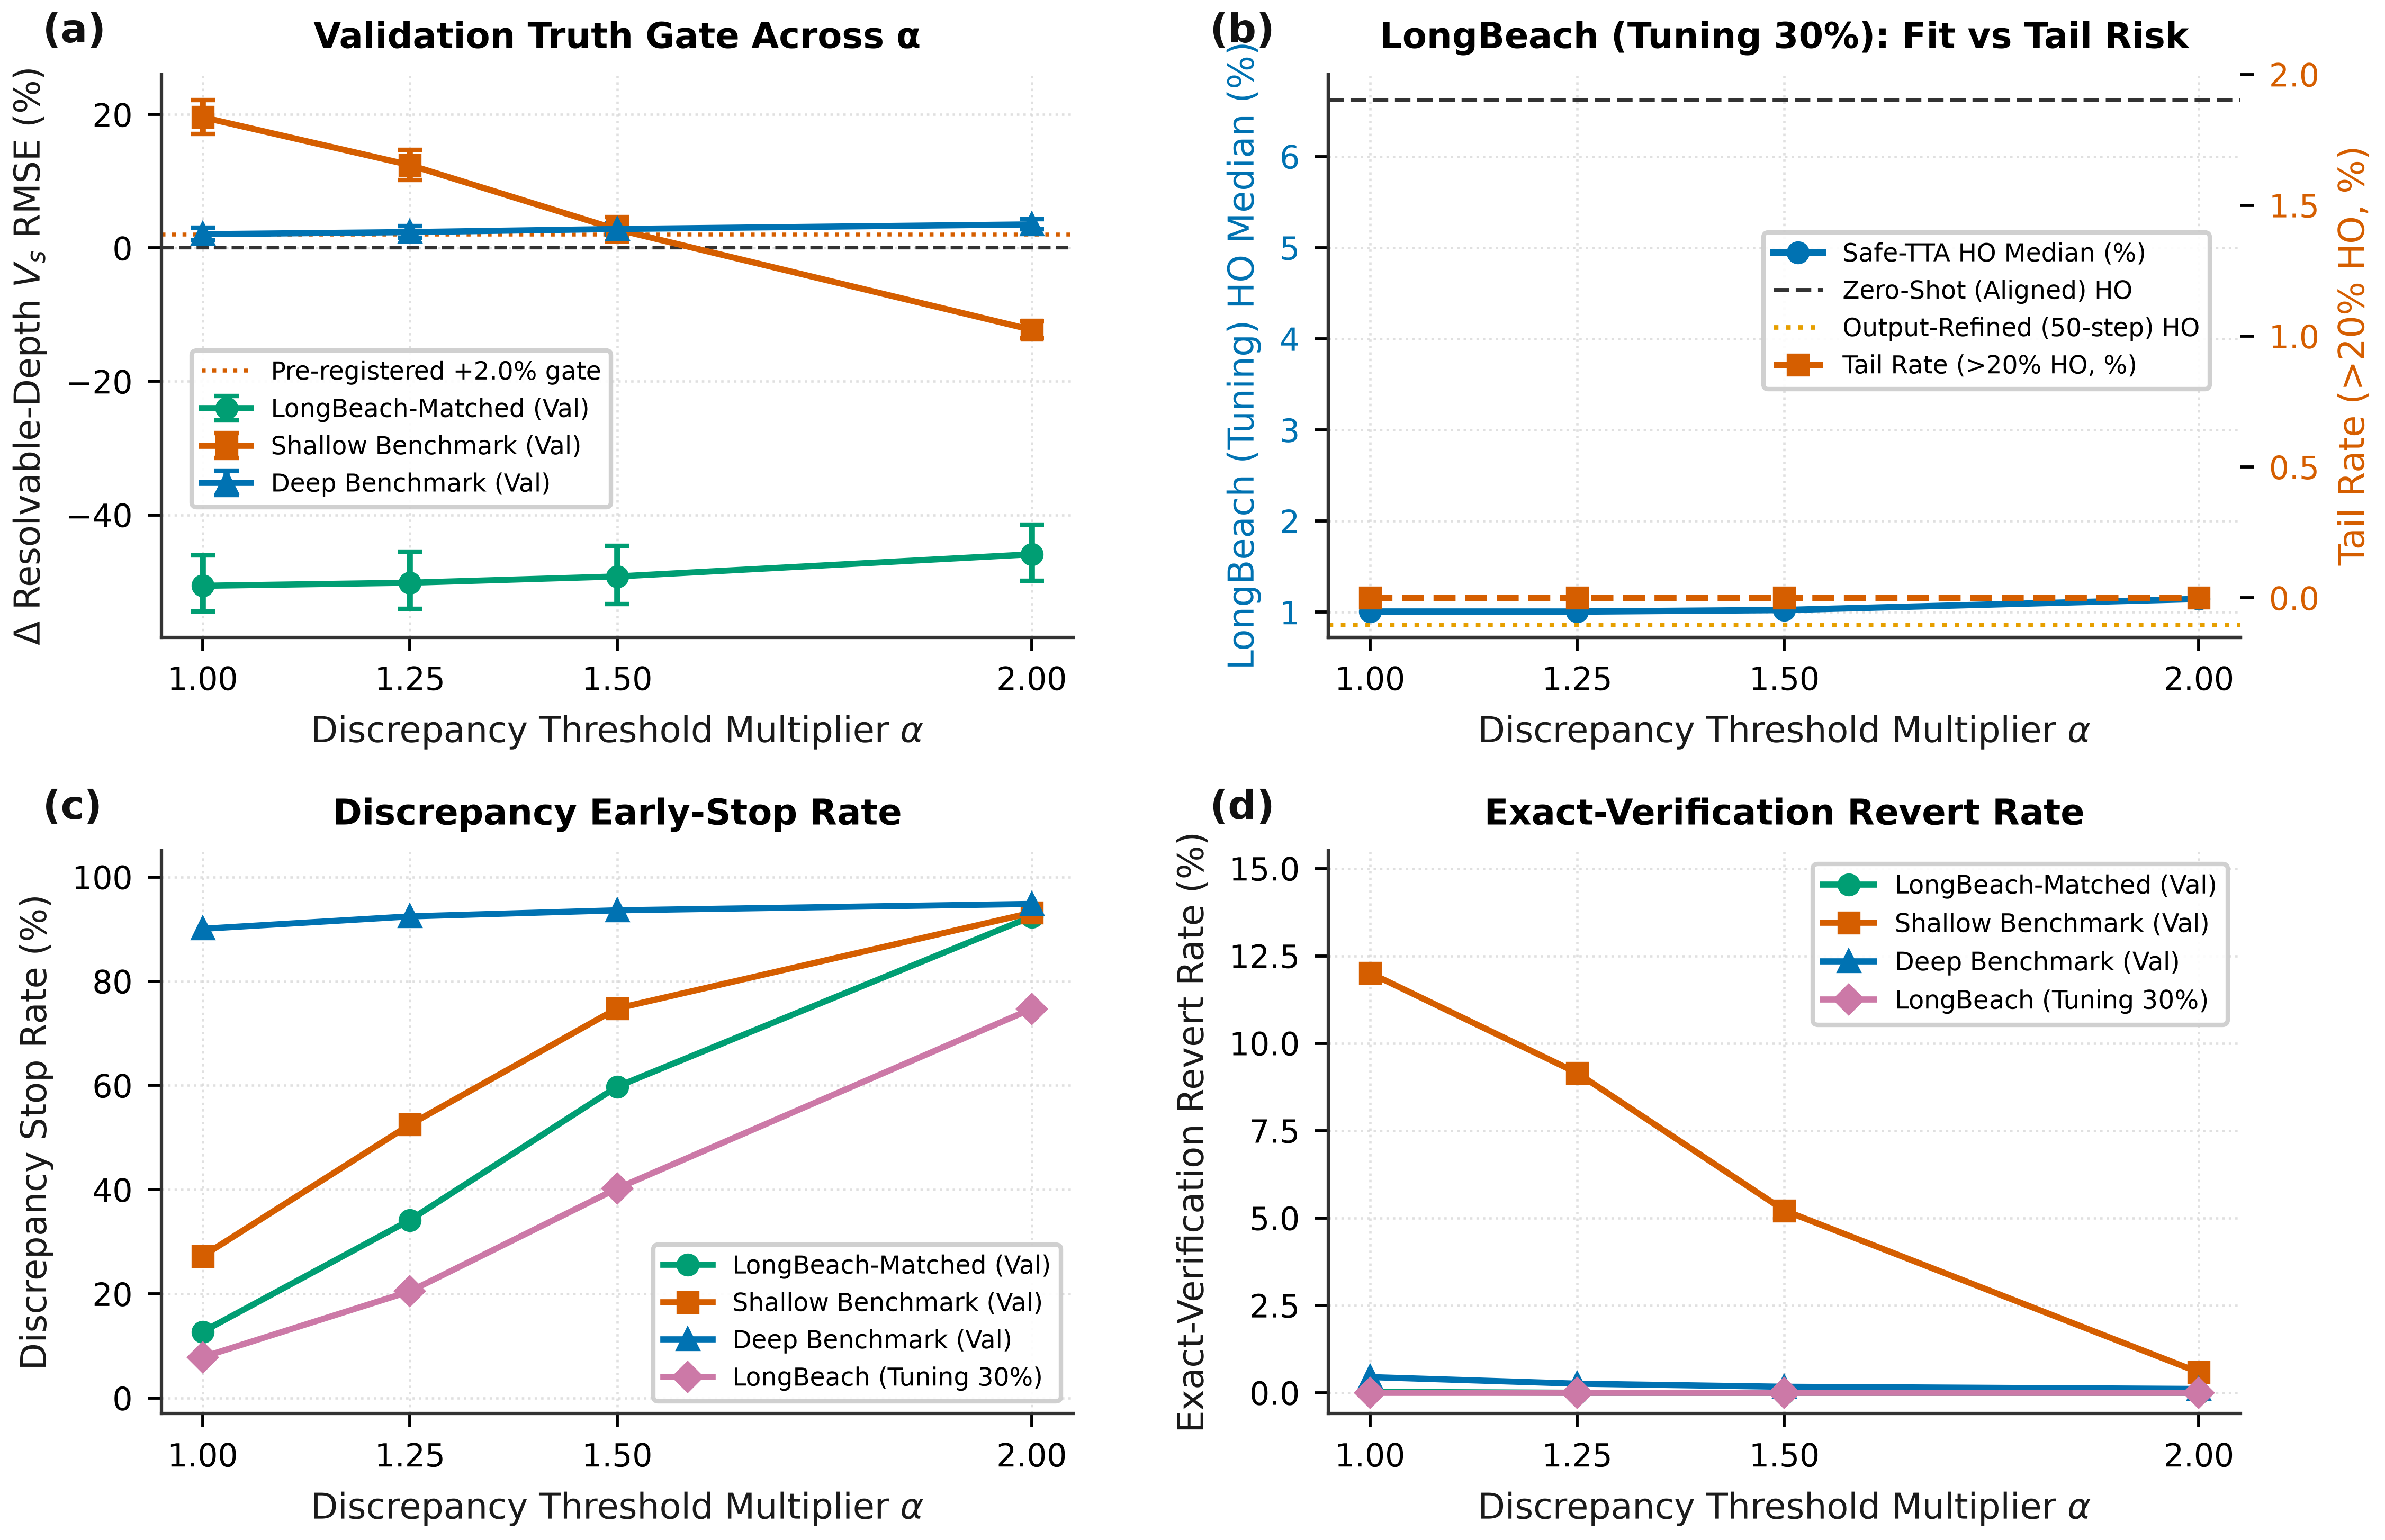 (a)
Validation Truth Gate Across α
Δ Resolvable-Depth Vs RMSE (%)
20
0
−20
−40
Pre-registered +2.0% gate
LongBeach-Matched (Val)
Shallow Benchmark (Val)
Deep Benchmark (Val)
1.00
1.25
1.50
2.00
Discrepancy Threshold Multiplier α
(b)
LongBeach (Tuning 30%): Fit vs Tail Risk
LongBeach (Tuning) HO Median (%)
6
5
4
3
2
1
Safe-TTA HO Median (%)
Zero-Shot (Aligned) HO
Output-Refined (50-step) HO
Tail Rate (>20% HO, %)
2.0
1.5
1.0
0.5
0.0
Tail Rate (>20% HO, %)
1.00
1.25
1.50
2.00
Discrepancy Threshold Multiplier α
(c)
Discrepancy Early-Stop Rate
Discrepancy Stop Rate (%)
100
80
60
40
20
0
LongBeach-Matched (Val)
Shallow Benchmark (Val)
Deep Benchmark (Val)
LongBeach (Tuning 30%)
1.00
1.25
1.50
2.00
Discrepancy Threshold Multiplier α
(d)
Exact-Verification Revert Rate
Exact-Verification Revert Rate (%)
15.0
12.5
10.0
7.5
5.0
2.5
0.0
LongBeach-Matched (Val)
Shallow Benchmark (Val)
Deep Benchmark (Val)
LongBeach (Tuning 30%)
1.00
1.25
1.50
2.00
Discrepancy Threshold Multiplier α